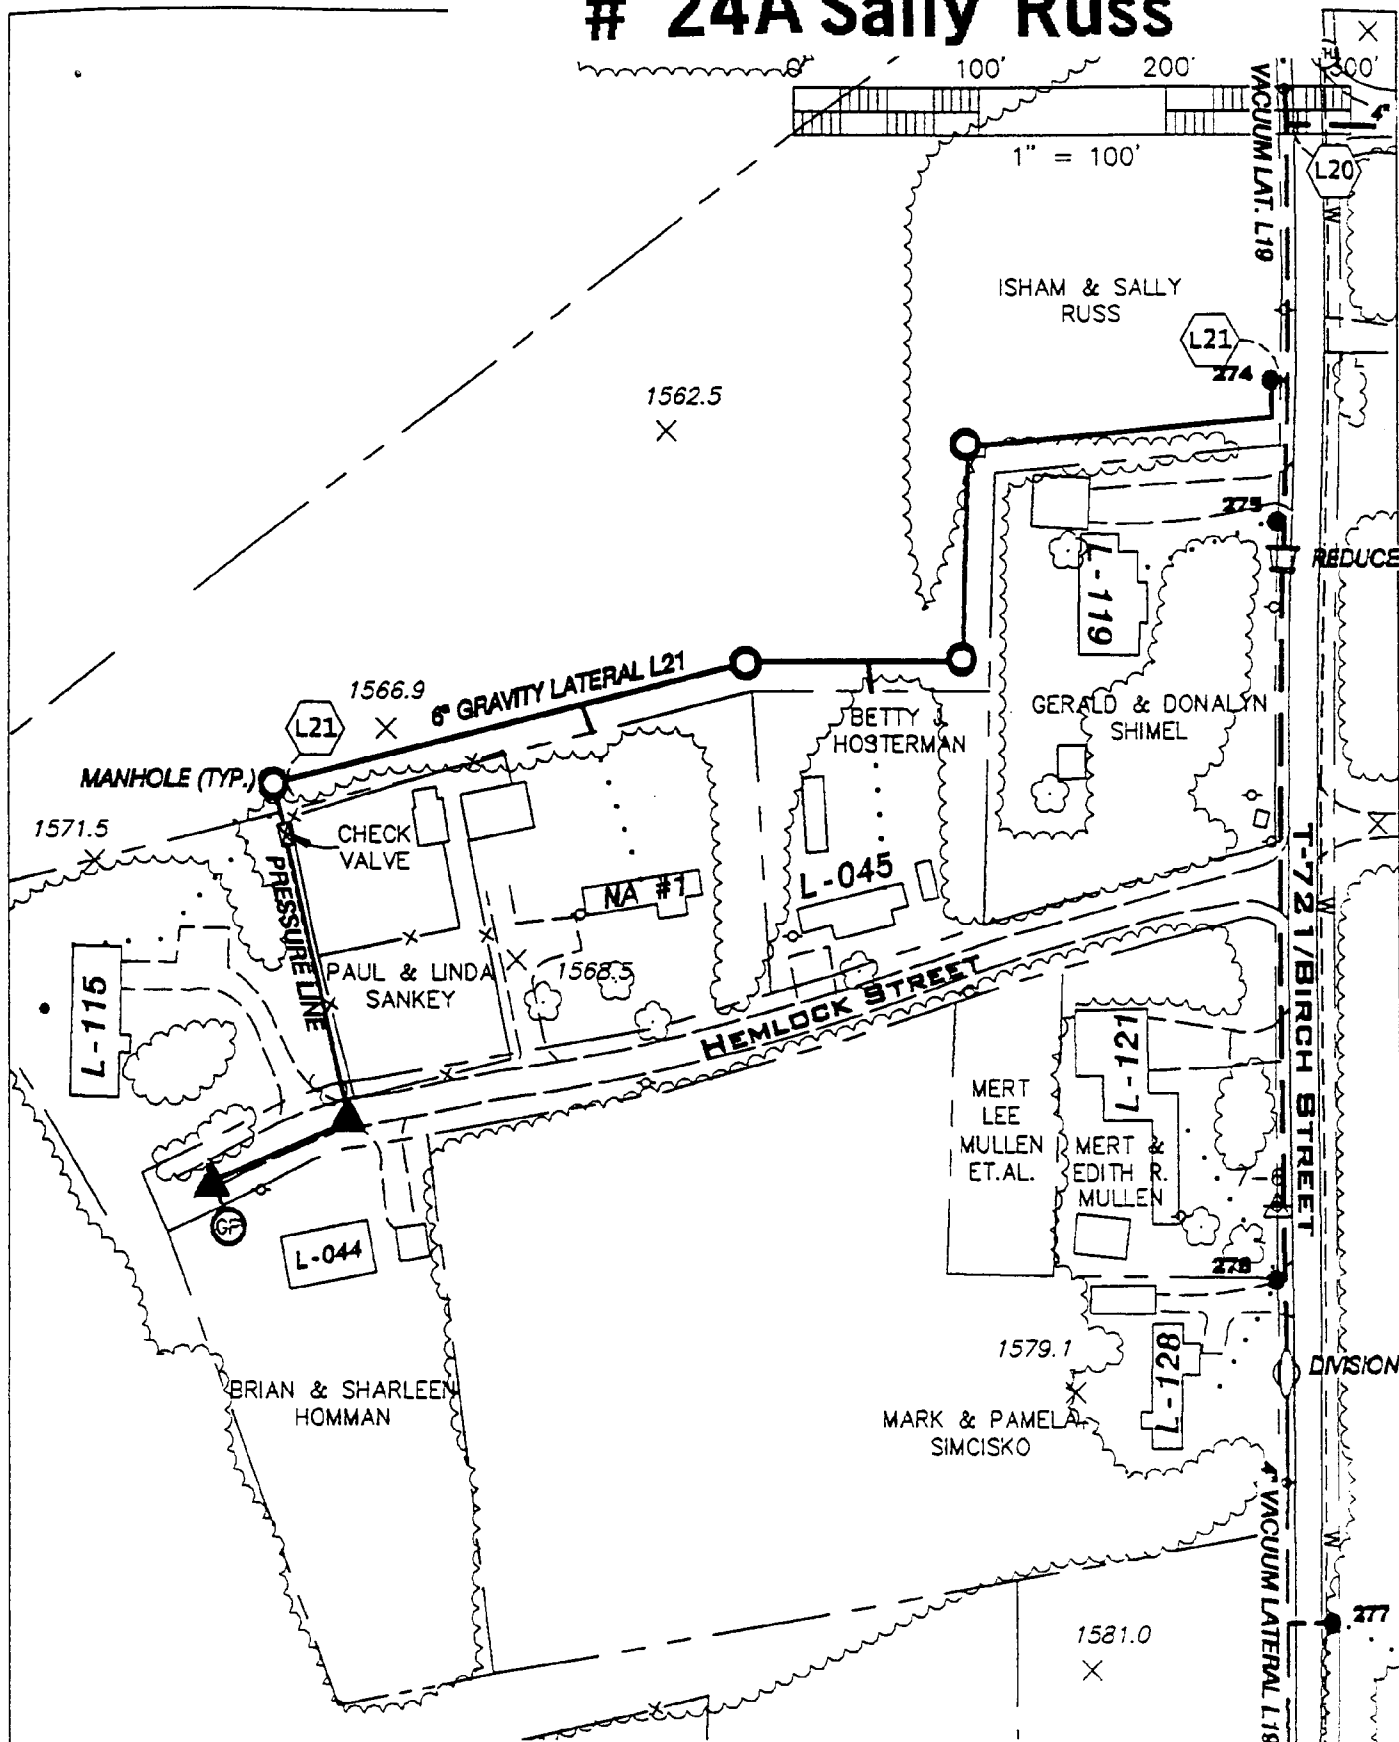 # 24A Sally Russ
0' 100' 200' 300'
1" = 100'
4"
VACUUM LAT. L19
L20
W
ISHAM & SALLY
RUSS
L21
274
1562.5
275
REDUCE
L-119
6" GRAVITY LATERAL L21
1566.9
L21
BETTY J.
HOSTERMAN
GERALD & DONALYN
SHIMEL
MANHOLE (TYP.)
1571.5
CHECK
VALVE
PRESSURE LINE
NA #1
L-045
T-721/BIRCH STREET
W
PAUL & LINDA
SANKEY
1568.5
L-115
HEMLOCK STREET
L-121
MERT
LEE
MULLEN
ET.AL.
MERT &
EDITH R.
MULLEN
GP
L-044
276
1579.1
L-128
DIVISION
BRIAN & SHARLEEN
HOMMAN
MARK & PAMELA
SIMCISKO
4" VACUUM LATERAL L19
W
277
1581.0